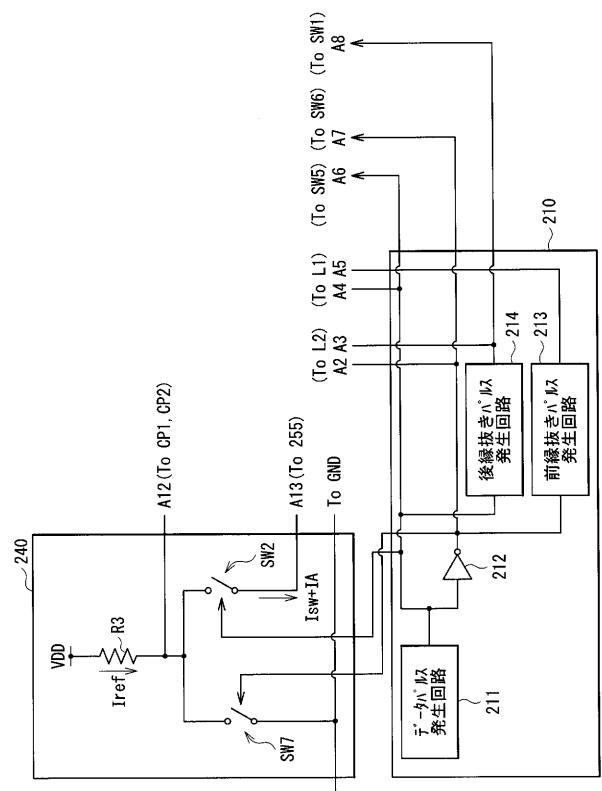 240
VDD
R3
Iref
SW2
SW7
Isw+IA
A12(To CP1, CP2)
A13(To 255)
To GND
(To L2)
A2 A3
(To L1)
A4 A5
(To SW5)
A6
(To SW6)
A7
(To SW1)
A8
210
データパルス
発生回路
211
212
後縁抜きパルス
発生回路
214
前縁抜きパルス
発生回路
213